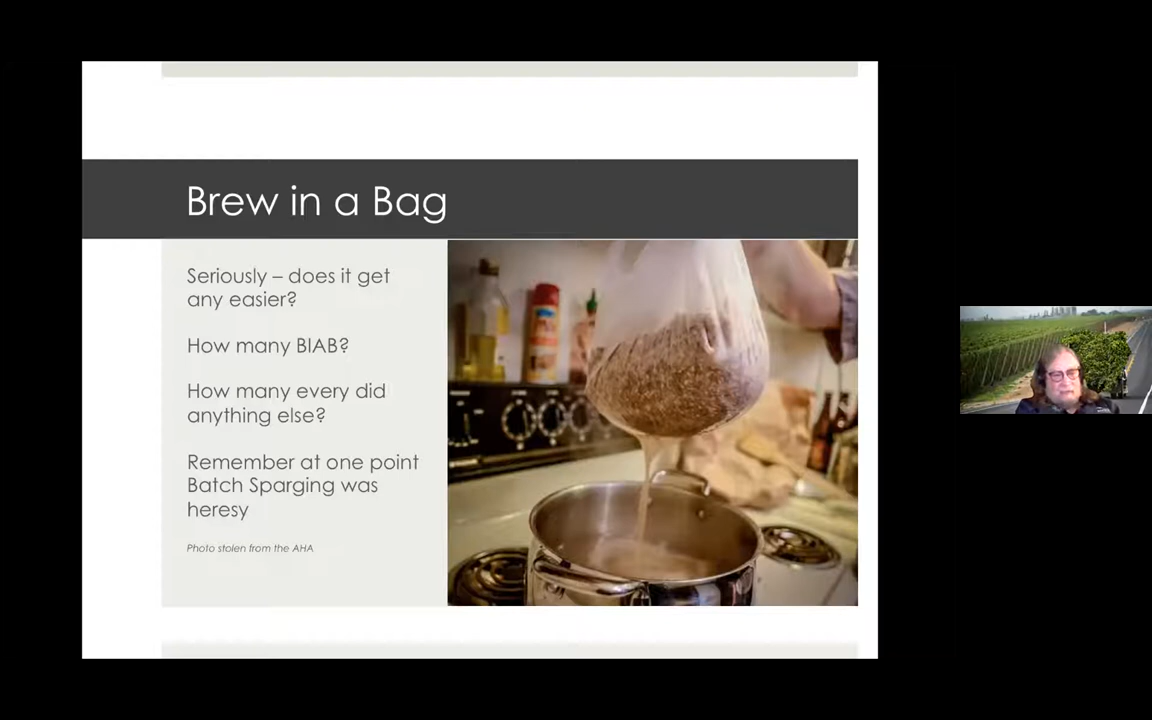 Brew in a Bag
Seriously – does it get
any easier?
How many BIAB?
How many every did
anything else?
Remember at one point
Batch Sparging was
heresy
Photo stolen from the AHA